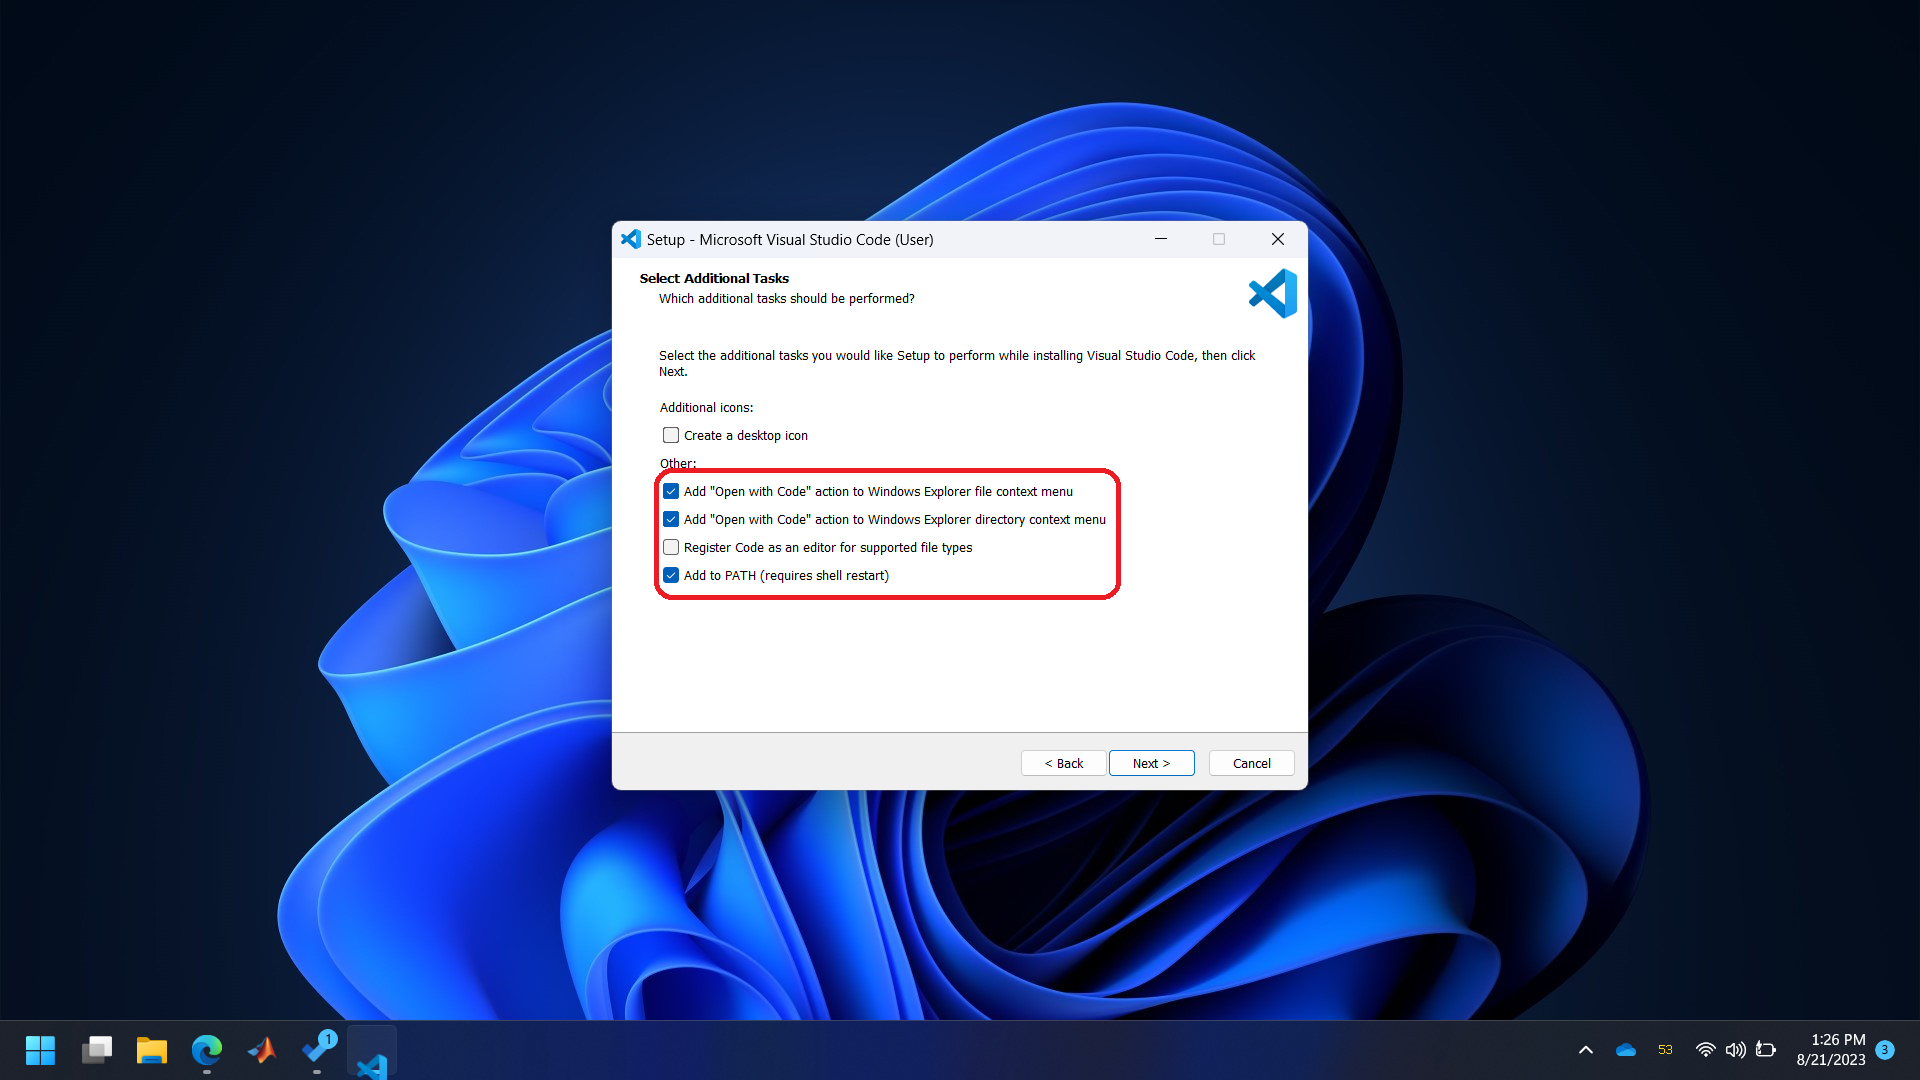 Setup - Microsoft Visual Studio Code (User)
Select Additional Tasks
Which additional tasks should be performed?
Select the additional tasks you would like Setup to perform while installing Visual Studio Code, then click
Next.
Additional icons:
Create a desktop icon
Other:
Add "Open with Code" action to Windows Explorer file context menu
Add "Open with Code" action to Windows Explorer directory context menu
Register Code as an editor for supported file types
Add to PATH (requires shell restart)
< Back
Next >
Cancel
1
53
1:26 PM
8/21/2023
3